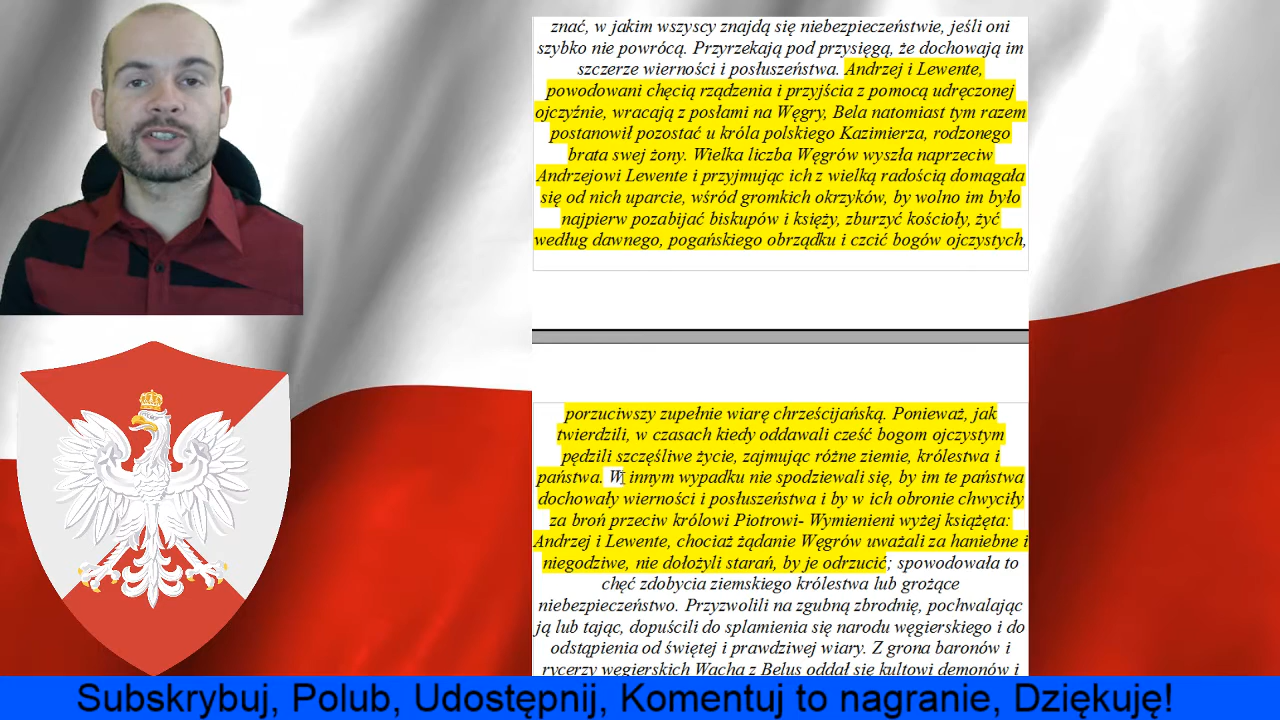 znać, w jakim wszyscy znajdą się niebezpieczeństwie, jeśli oni
szybko nie powrócą. Przyrzekają pod przysięgą, że dochowają im
szczerze wierności i posłuszeństwa. Andrzej i Lewente,
powodowani chęcią rządzenia i przyjścia z pomocą udręczonej
ojczyźnie, wracają z posłami na Węgry, Bela natomiast tym razem
postanowił pozostać u króla polskiego Kazimierza, rodzonego
brata swej żony. Wielka liczba Węgrów wyszła naprzeciw
Andrzejowi Lewente i przyjmując ich z wielką radością domagała
się od nich uparcie, wśród gromkich okrzyków, by wolno im było
najpierw pozabijać biskupów i księży, zburzyć kościoły, żyć
według dawnego, pogańskiego obrządku i czcić bogów ojczystych,
porzuciwszy zupełnie wiarę chrześcijańską. Ponieważ, jak
twierdzili, w czasach kiedy oddawali cześć bogom ojczystym
pędzili szczęśliwe życie, zajmując różne ziemie, królestwa i
państwa. W innym wypadku nie spodziewali się, by im te państwa
dochowały wierności i posłuszeństwa i by w ich obronie chwyciły
za broń przeciw królowi Piotrowi- Wymienieni wyżej książęta:
Andrzej i Lewente, chociaż żądanie Węgrów uważali za haniebne i
niegodziwe, nie dołożyli starań, by je odrzucić; spowodowała to
chęć zdobycia ziemskiego królestwa lub grożące
niebezpieczeństwo. Przyzwolili na zgubną zbrodnię, pochwalając
ją lub tając, dopuścili do splamienia się narodu węgierskiego i do
odstąpienia od świętej i prawdziwej wiary. Z grona baronów i
rycerzy węgierskich Wacha z Belus oddał się kultowi demonów i
Subskrybuj, Polub, Udostępnij, Komentuj to nagranie, Dziękuję!